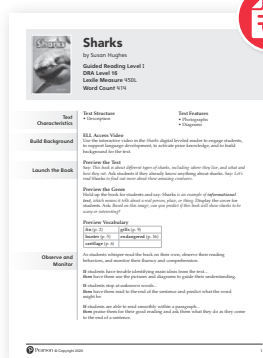 Sharks
Sharks
by Susan Hughes
Guided Reading Level I
DRA Level 16
Lexile Measure 450L
Word Count 414
Text Characteristics
Text Structure
• Description
Text Features
• Photographs
• Diagrams
Build Background
ELL Access Video
Use the interactive video in the Sharks digital leveled reader to engage students,
to support language development, to activate prior knowledge, and to build
background for the text.
Launch the Book
Preview the Text
Say: This book is about different types of sharks, including where they live, and what and
how they eat. Ask students if they already know anything about sharks. Say: Let's
read Sharks to find out more about these amazing creatures.
Preview the Genre
Hold up the book for students and say: Sharks is an example of informational
text, which means it tells about a real person, place, or thing. Display the cover for
students. Ask: Based on this image, can you predict if this book will show sharks to be
scary or interesting?
Preview Vocabulary
fin (p. 2)
gills (p. 9)
hunter (p. 5)
endangered (p. 16)
cartilage (p. 6)
Observe and Monitor
As students whisper read the book on their own, observe their reading
behaviors, and monitor their fluency and comprehension.
If students have trouble identifying main ideas from the text…
then have them use the pictures and diagrams to guide their understanding.
If students stop at unknown words…
then have them read to the end of the sentence and predict what the word
might be.
If students are able to read smoothly within a paragraph…
then praise them for their good reading and ask them what they do as they come
to the end of a sentence.
Pearson © Copyright 2020
1